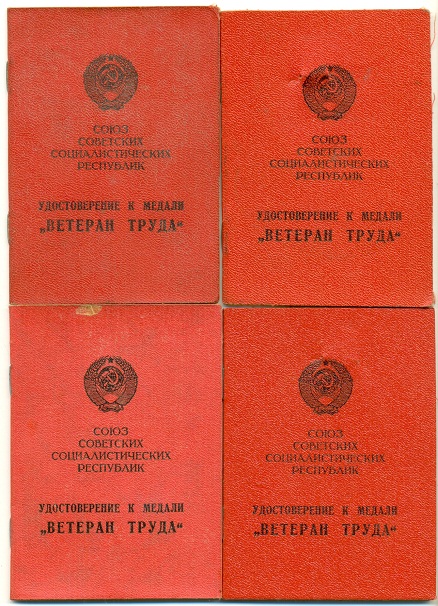 СОЮЗ
СОВЕТСКИХ
СОЦИАЛИСТИЧЕСКИХ
РЕСПУБЛИК
УДОСТОВЕРЕНИЕ К МЕДАЛИ
„ВЕТЕРАН ТРУДА“
СОЮЗ
СОВЕТСКИХ
СОЦИАЛИСТИЧЕСКИХ
РЕСПУБЛИК
УДОСТОВЕРЕНИЕ К МЕДАЛИ
„ВЕТЕРАН ТРУДА“
СОЮЗ
СОВЕТСКИХ
СОЦИАЛИСТИЧЕСКИХ
РЕСПУБЛИК
УДОСТОВЕРЕНИЕ К МЕДАЛИ
„ВЕТЕРАН ТРУДА“
СОЮЗ
СОВЕТСКИХ
СОЦИАЛИСТИЧЕСКИХ
РЕСПУБЛИК
УДОСТОВЕРЕНИЕ К МЕДАЛИ
„ВЕТЕРАН ТРУДА“